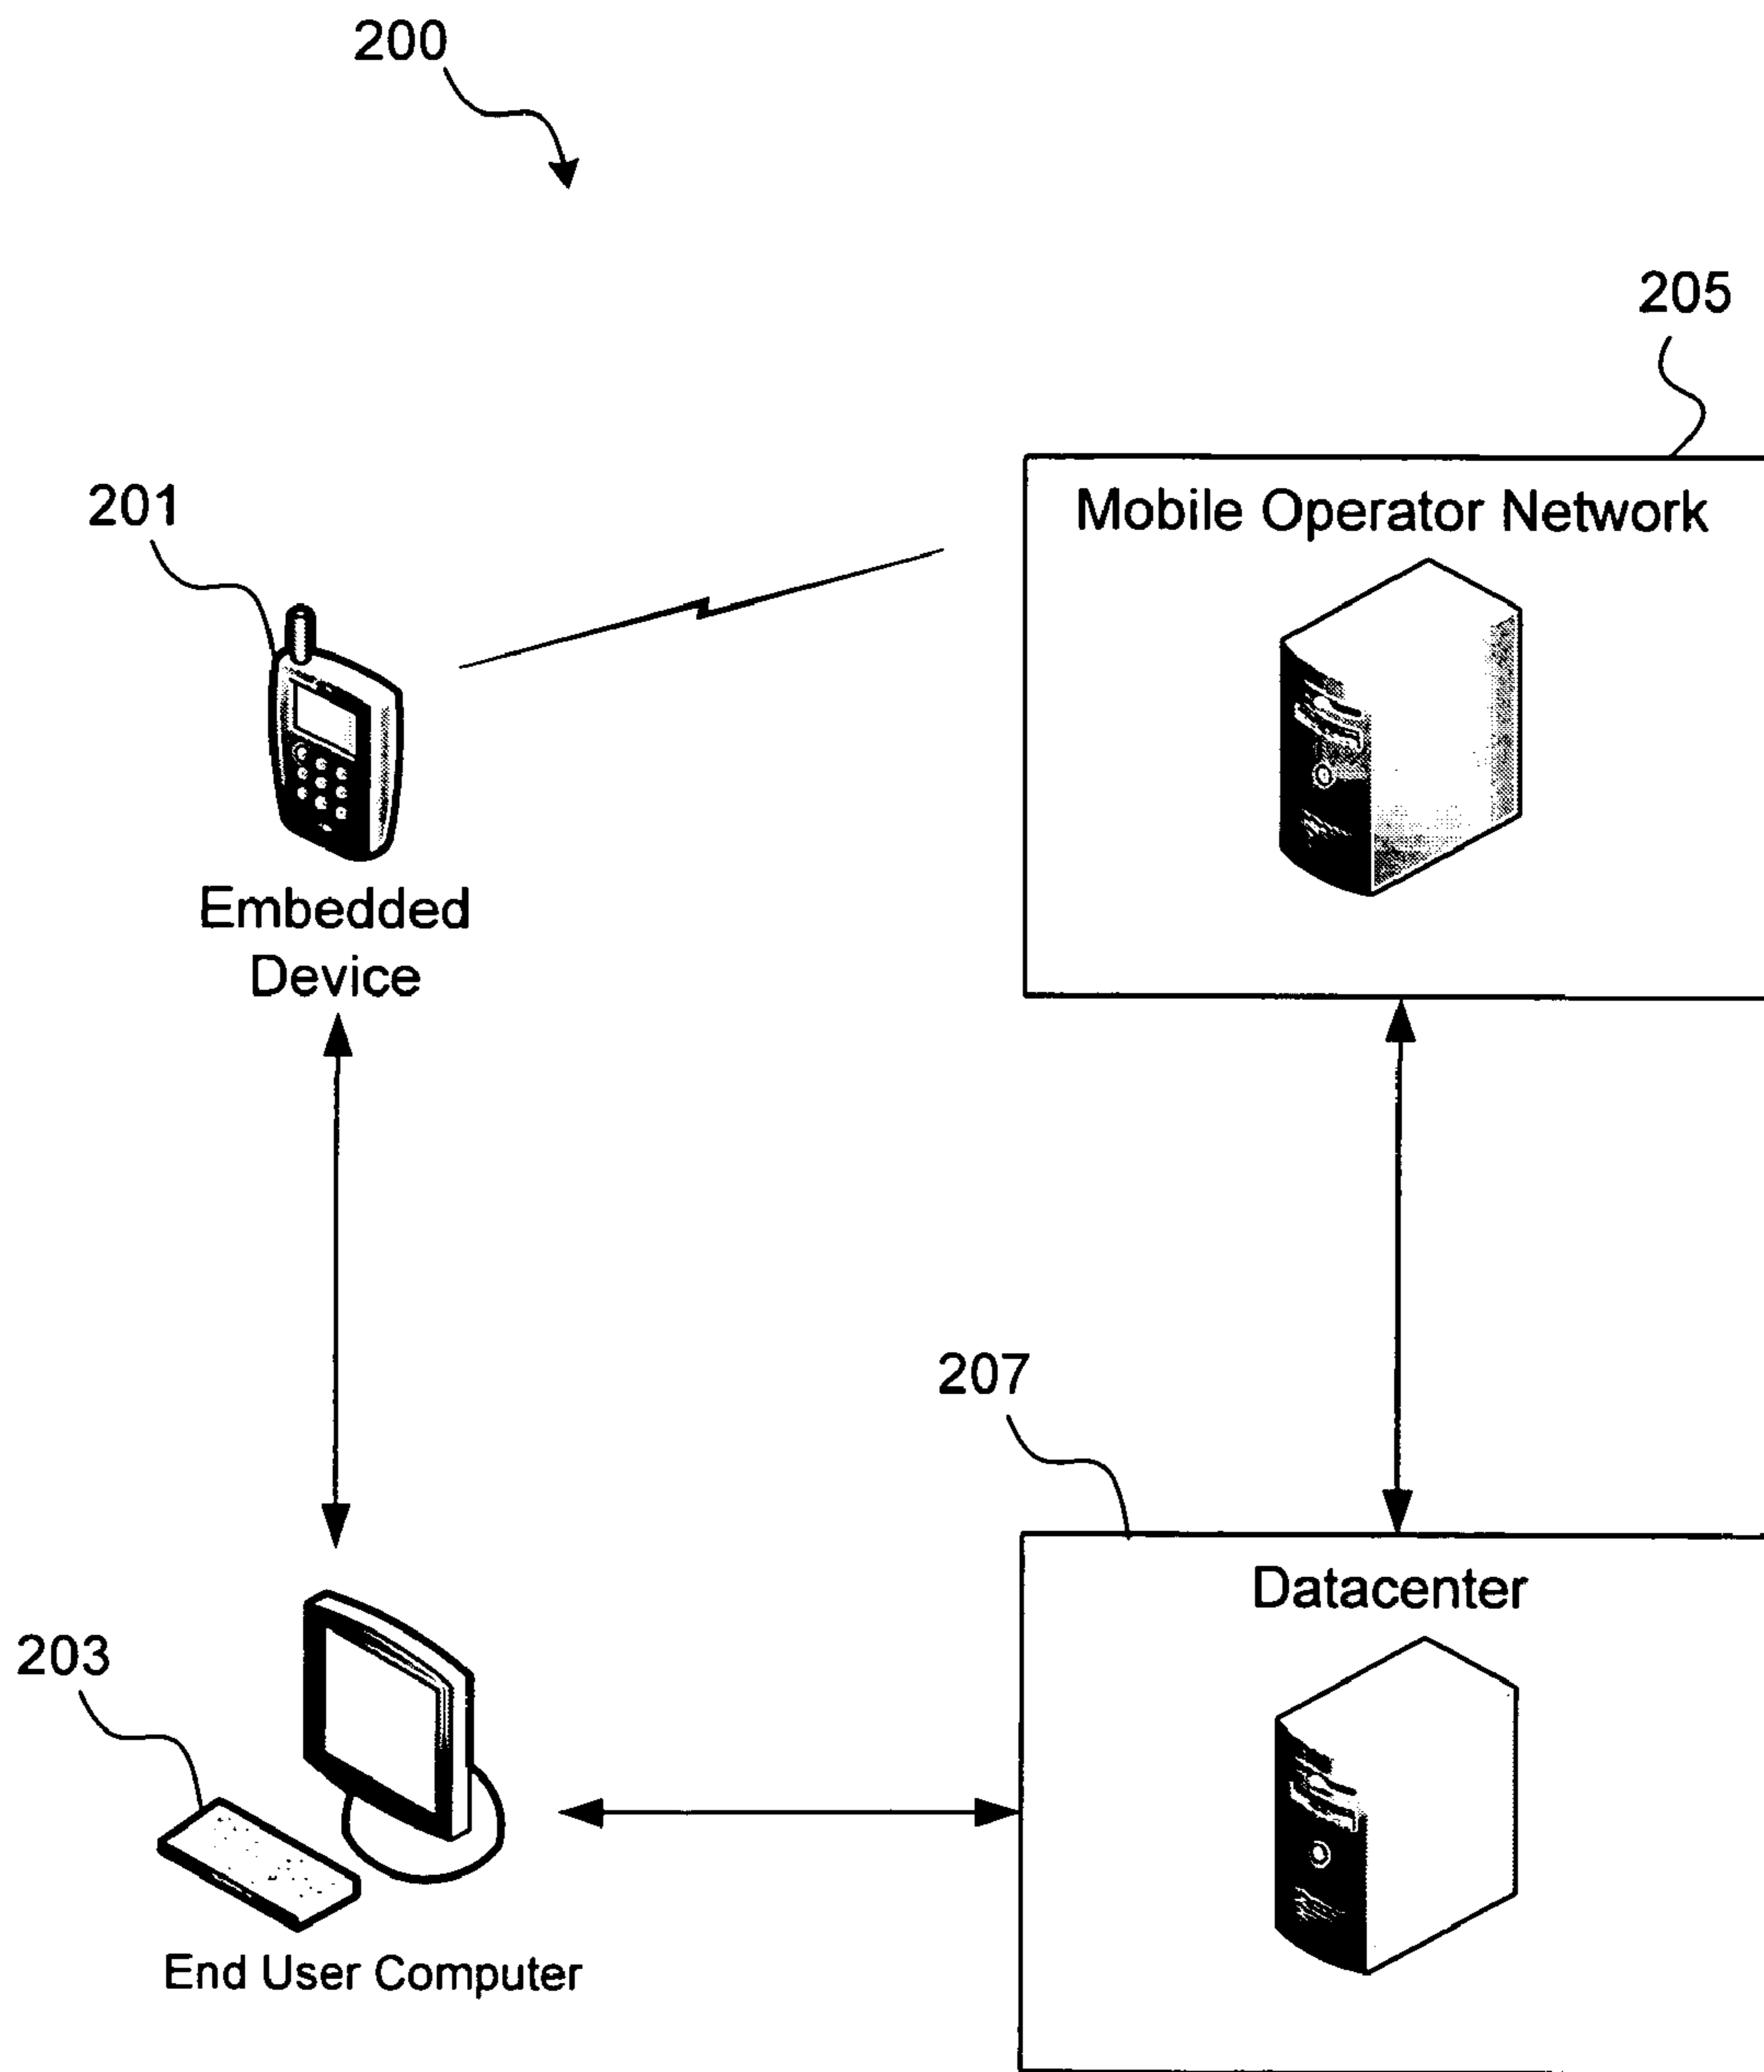 200
205
Mobile Operator Network
201
Embedded
Device
207
Datacenter
203
End User Computer